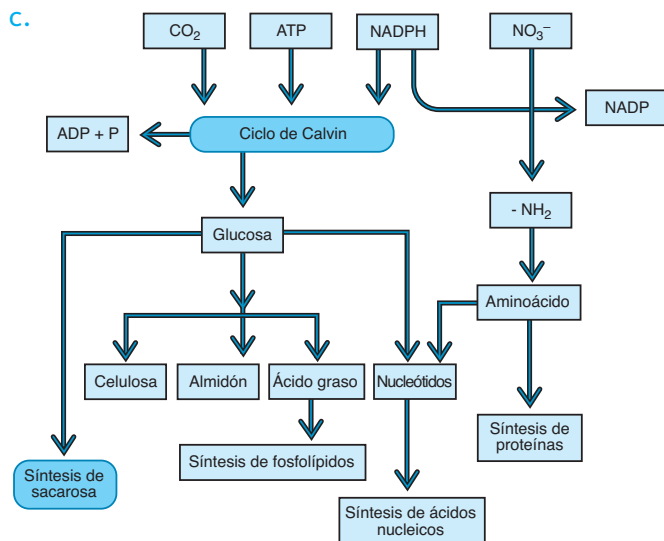 C.
CO2
ATP
NADPH
NO3−
NADP
ADP + P
Ciclo de Calvin
- NH2
Glucosa
Aminoácido
Celulosa
Almidón
Ácido graso
Nucleótidos
Síntesis de
proteínas
Síntesis de fosfolípidos
Síntesis de
sacarosa
Síntesis de ácidos
nucleicos